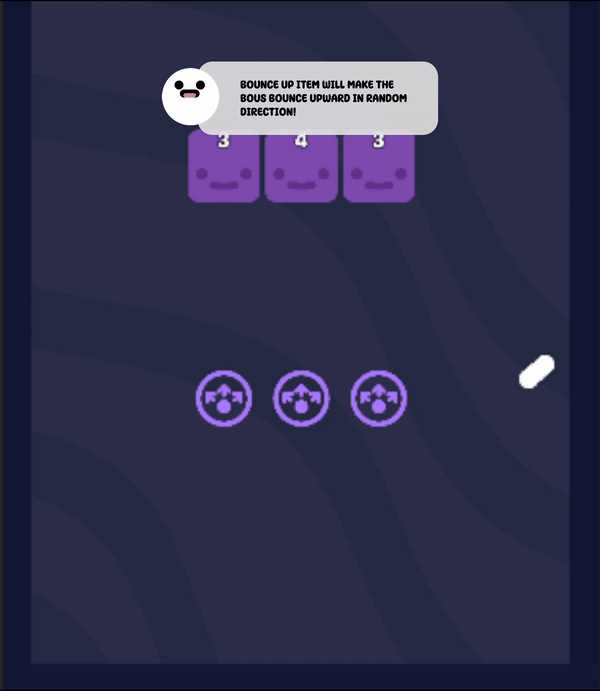 BOUNCE UP ITEM WILL MAKE THE
BOUS BOUNCE UPWARD IN RANDOM
DIRECTION!
3 4 3